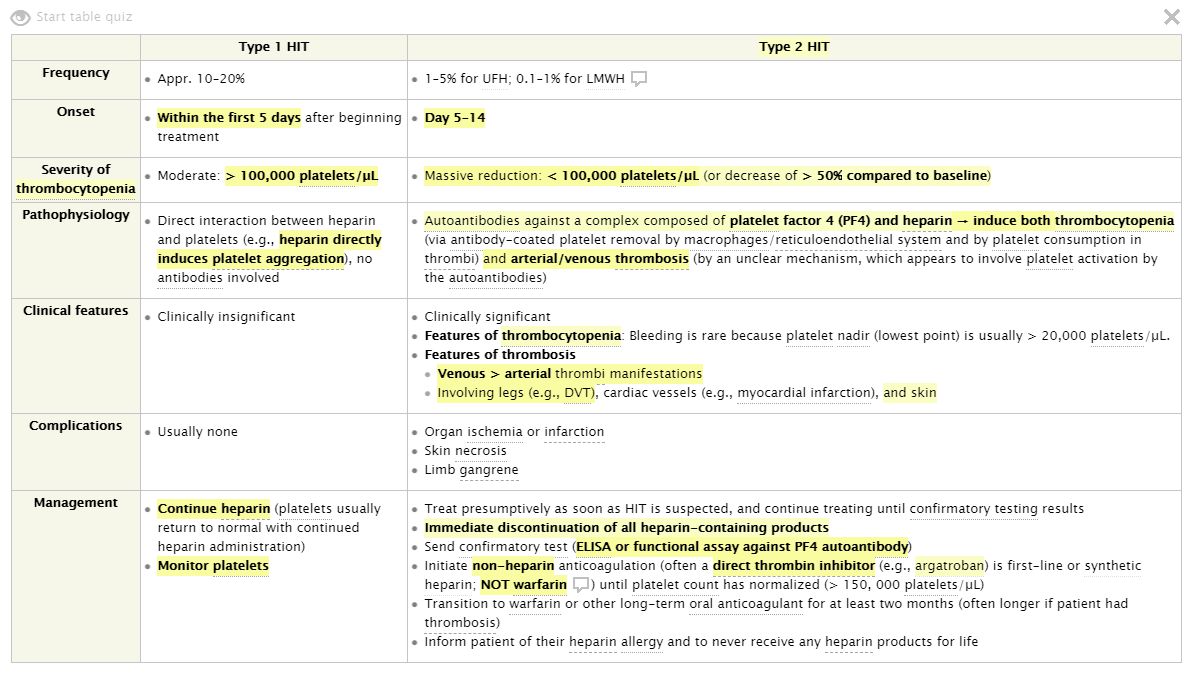 Start table quiz
Type 1 HIT
Type 2 HIT
Frequency
Appr. 10–20%
1–5% for UFH; 0.1–1% for LMWH
Onset
Within the first 5 days after beginning
treatment
Day 5–14
Severity of
thrombocytopenia
Moderate: > 100,000 platelets/μL
Massive reduction: < 100,000 platelets/μL (or decrease of > 50% compared to baseline)
Pathophysiology
Direct interaction between heparin
and platelets (e.g., heparin directly
induces platelet aggregation), no
antibodies involved
Autoantibodies against a complex composed of platelet factor 4 (PF4) and heparin → induce both thrombocytopenia
(via antibody-coated platelet removal by macrophages/reticuloendothelial system and by platelet consumption in
thrombi) and arterial/venous thrombosis (by an unclear mechanism, which appears to involve platelet activation by
the autoantibodies)
Clinical features
Clinically insignificant
Clinically significant
Features of thrombocytopenia: Bleeding is rare because platelet nadir (lowest point) is usually > 20,000 platelets/μL.
Features of thrombosis
Venous > arterial thrombi manifestations
Involving legs (e.g., DVT), cardiac vessels (e.g., myocardial infarction), and skin
Complications
Usually none
Organ ischemia or infarction
Skin necrosis
Limb gangrene
Management
Continue heparin (platelets usually
return to normal with continued
heparin administration)
Monitor platelets
Treat presumptively as soon as HIT is suspected, and continue treating until confirmatory testing results
Immediate discontinuation of all heparin-containing products
Send confirmatory test (ELISA or functional assay against PF4 autoantibody)
Initiate non-heparin anticoagulation (often a direct thrombin inhibitor (e.g., argatroban) is first-line or synthetic
heparin; NOT warfarin ) until platelet count has normalized (> 150, 000 platelets/μL)
Transition to warfarin or other long-term oral anticoagulant for at least two months (often longer if patient had
thrombosis)
Inform patient of their heparin allergy and to never receive any heparin products for life